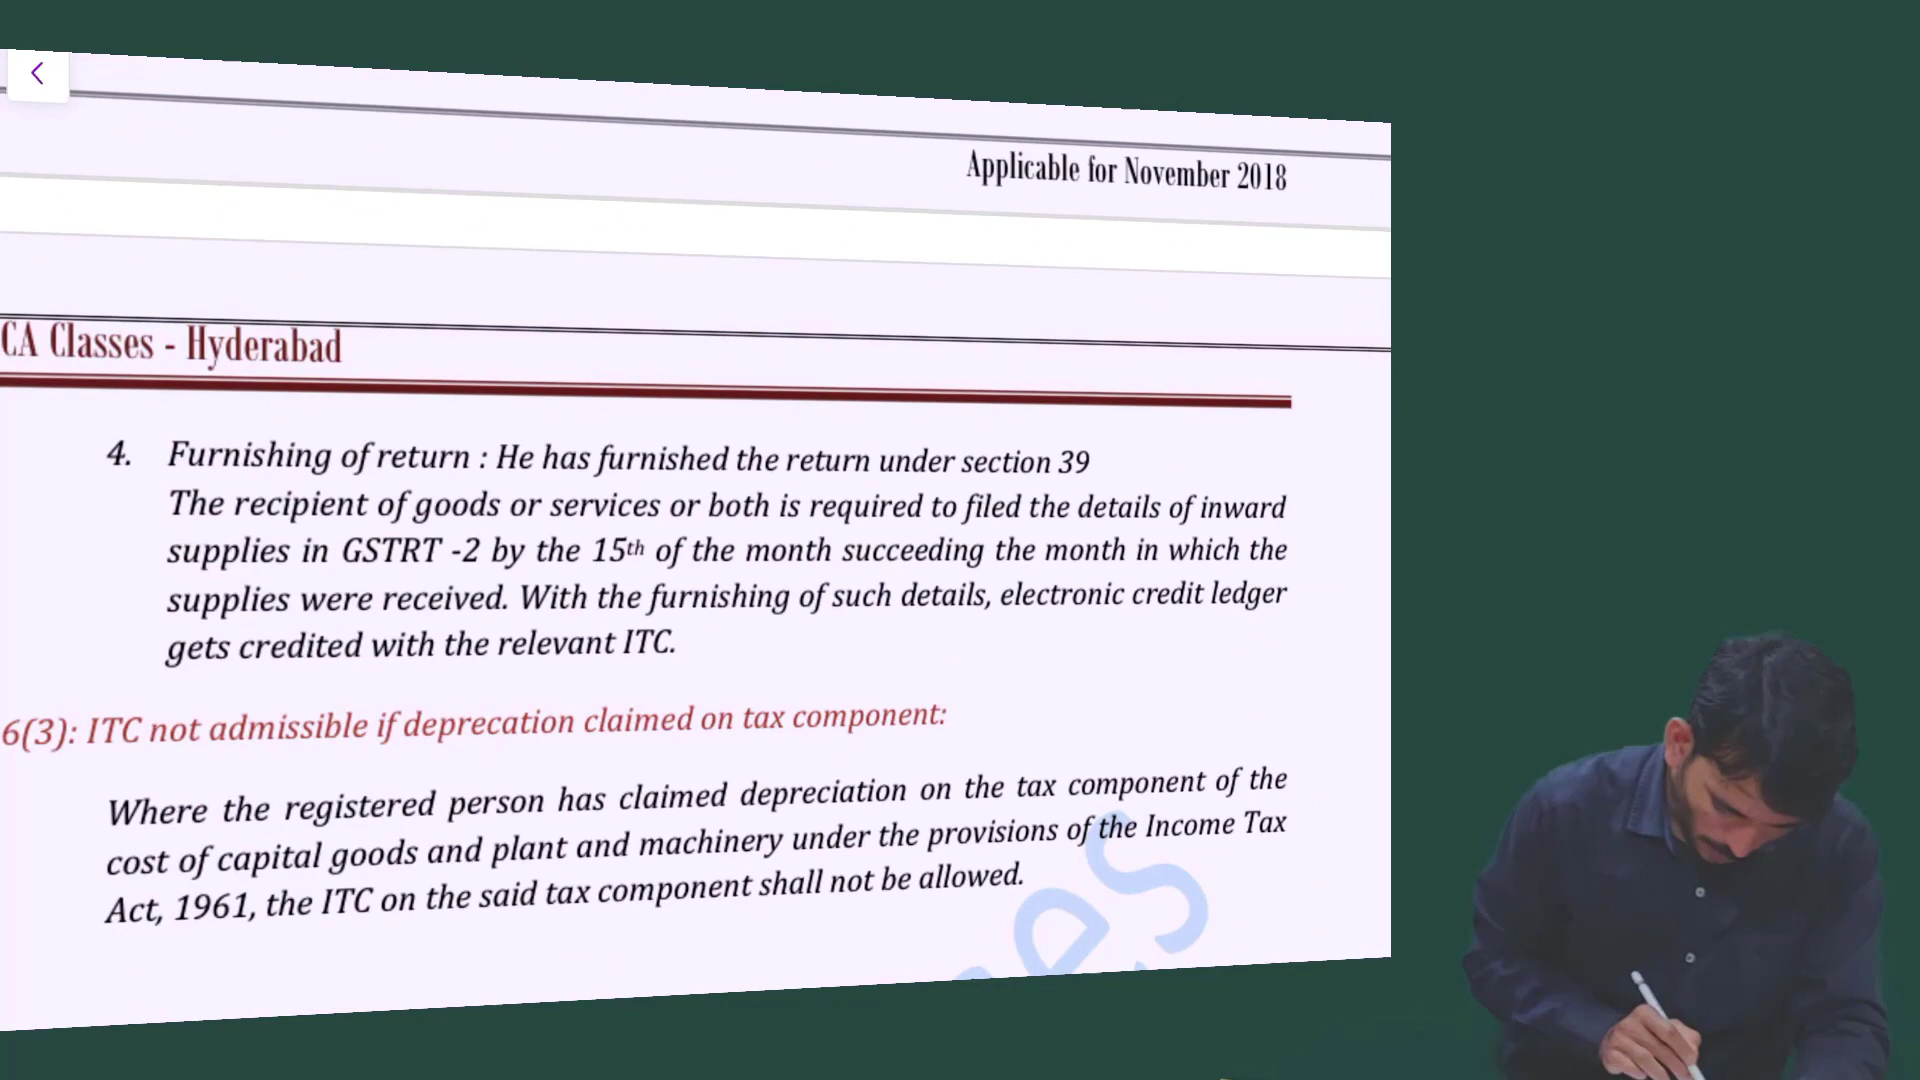 Applicable for November 2018
CA Classes - Hyderabad
4. Furnishing of return : He has furnished the return under section 39
The recipient of goods or services or both is required to filed the details of inward
supplies in GSTRT -2 by the 15th of the month succeeding the month in which the
supplies were received. With the furnishing of such details, electronic credit ledger
gets credited with the relevant ITC.
6(3): ITC not admissible if deprecation claimed on tax component:
Where the registered person has claimed depreciation on the tax component of the
cost of capital goods and plant and machinery under the provisions of the Income Tax
Act, 1961, the ITC on the said tax component shall not be allowed.